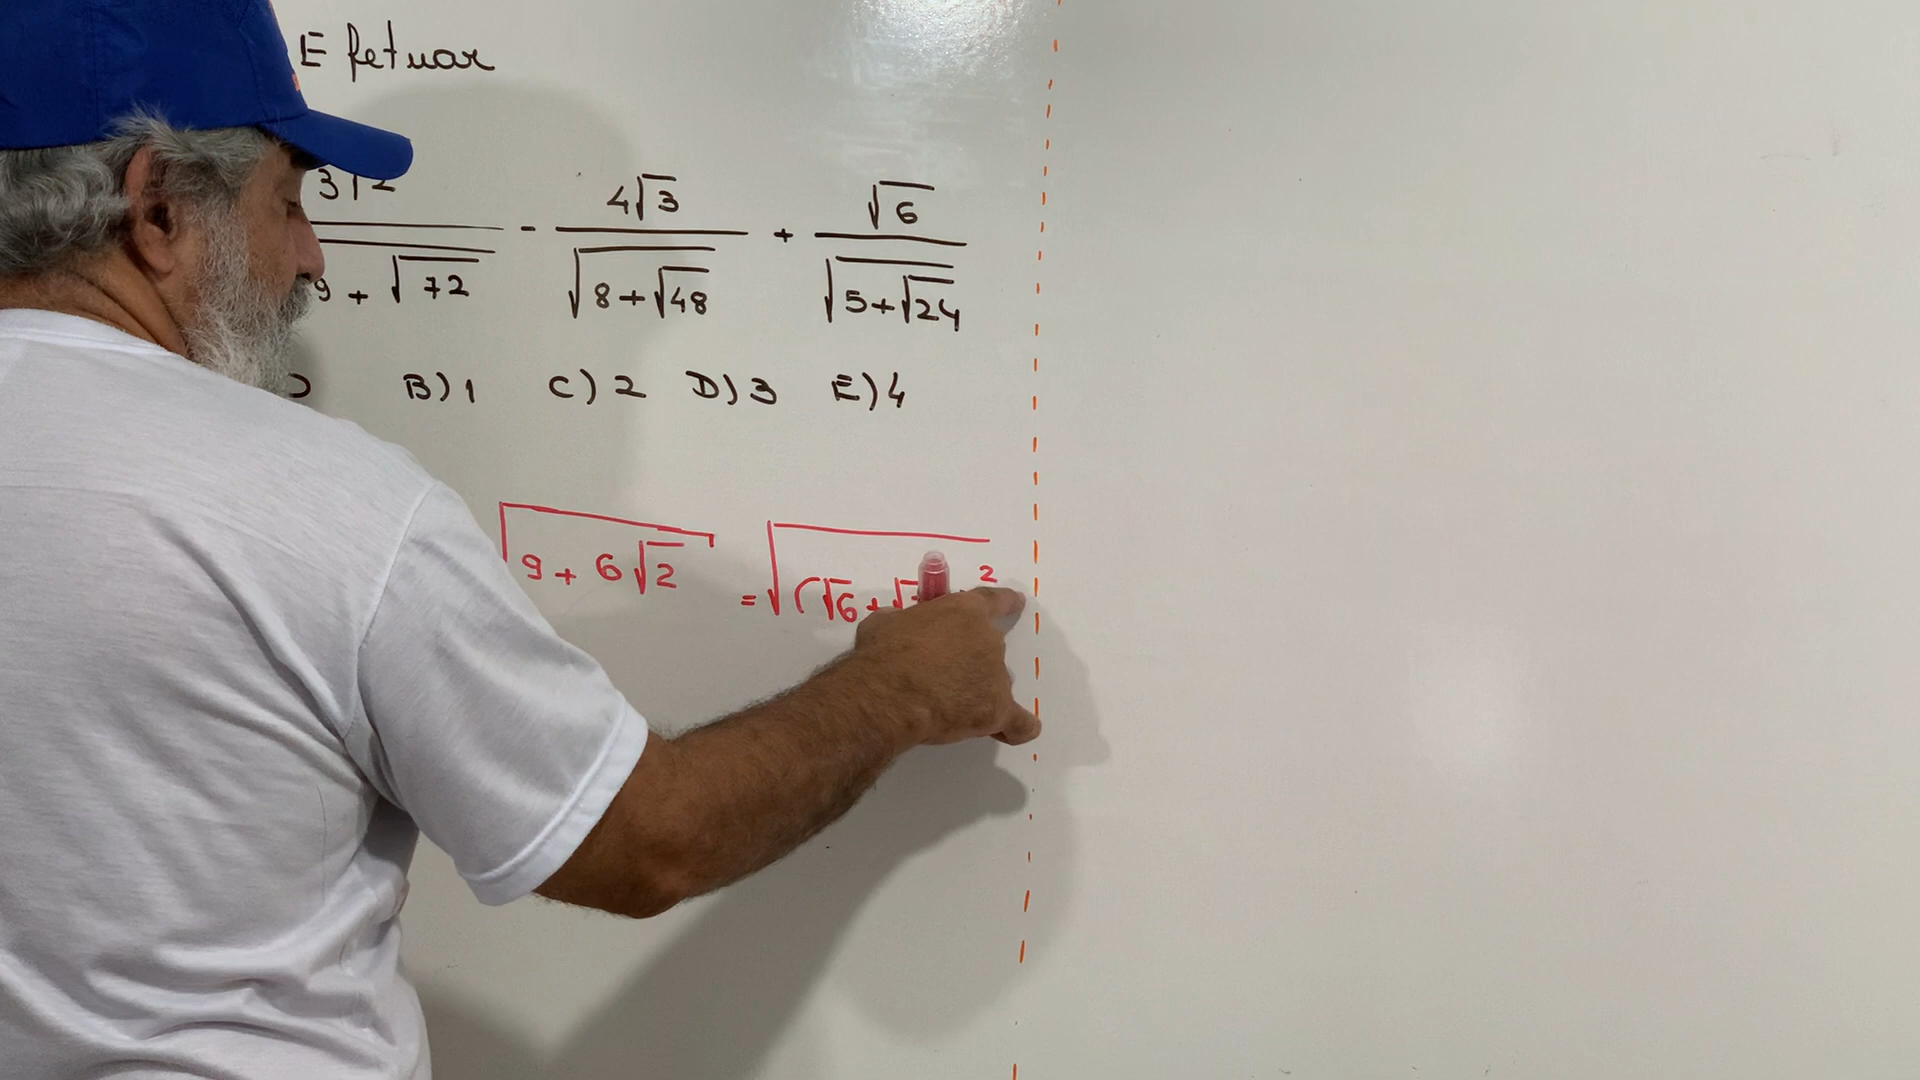 Efetuar
3√2 - 4√3 + √6
9 + √72 √8+√48 √5+√24
B) 1 C) 2 D) 3 E) 4
√9 + 6√2 = √(√6 + √ 2